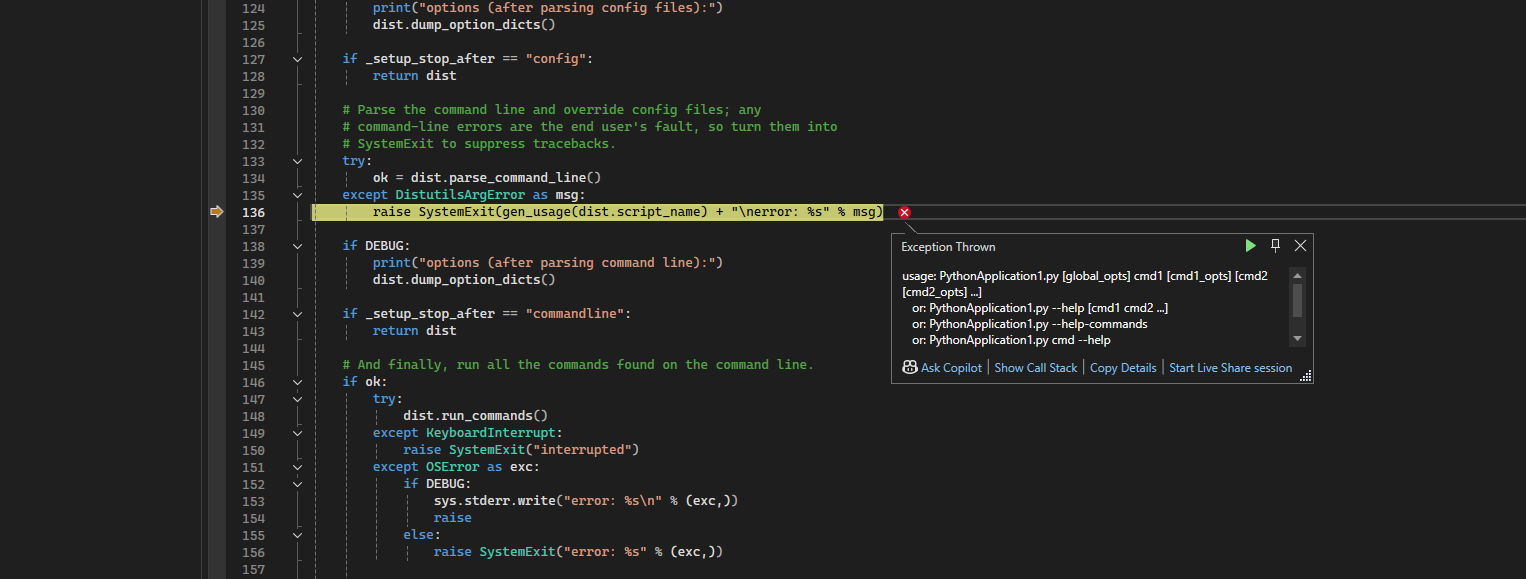 124 print("options (after parsing config files):")
125 dist.dump_option_dicts()
126
127 if _setup_stop_after == "config":
128 return dist
129
130 # Parse the command line and override config files; any
131 # command-line errors are the end user's fault, so turn them into
132 # SystemExit to suppress tracebacks.
133 try:
134 ok = dist.parse_command_line()
135 except DistutilsArgError as msg:
136 raise SystemExit(gen_usage(dist.script_name) + "\nerror: %s" % msg)
137
138 if DEBUG:
139 print("options (after parsing command line):")
140 dist.dump_option_dicts()
141
142 if _setup_stop_after == "commandline":
143 return dist
144
145 # And finally, run all the commands found on the command line.
146 if ok:
147 try:
148 dist.run_commands()
149 except KeyboardInterrupt:
150 raise SystemExit("interrupted")
151 except OSError as exc:
152 if DEBUG:
153 sys.stderr.write("error: %s\n" % (exc,))
154 raise
155 else:
156 raise SystemExit("error: %s" % (exc,))
157
Exception Thrown
usage: PythonApplication1.py [global_opts] cmd1 [cmd1_opts] [cmd2
[cmd2_opts] ...]
or: PythonApplication1.py --help [cmd1 cmd2 ...]
or: PythonApplication1.py --help-commands
or: PythonApplication1.py cmd --help
Ask Copilot | Show Call Stack | Copy Details | Start Live Share session